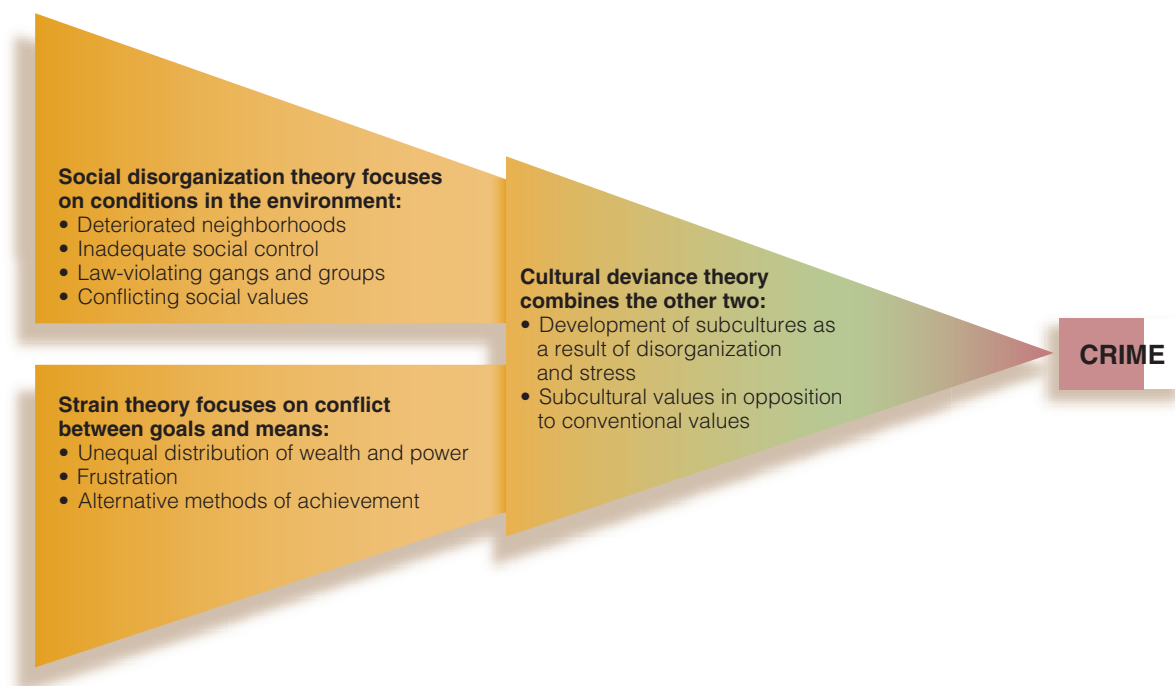 Social disorganization theory focuses
on conditions in the environment:
• Deteriorated neighborhoods
• Inadequate social control
• Law-violating gangs and groups
• Conflicting social values
Strain theory focuses on conflict
between goals and means:
• Unequal distribution of wealth and power
• Frustration
• Alternative methods of achievement
Cultural deviance theory
combines the other two:
• Development of subcultures as
a result of disorganization
and stress
• Subcultural values in opposition
to conventional values
CRIME